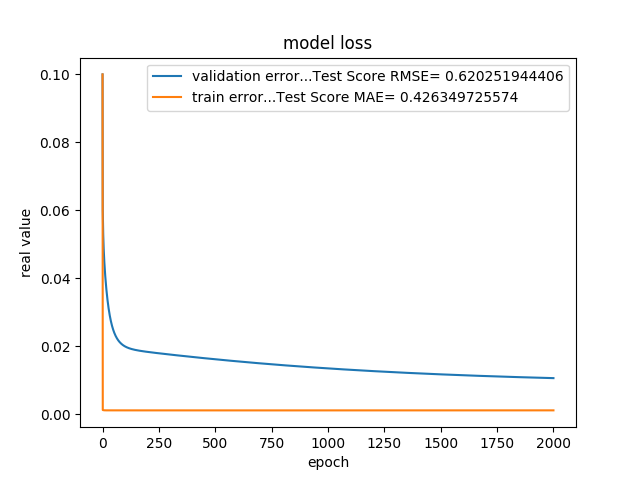 model loss
validation error...Test Score RMSE= 0.620251944406
train error...Test Score MAE= 0.426349725574
0.10
0.08
0.06
0.04
0.02
0.00
real value
0 250 500 750 1000 1250 1500 1750 2000
epoch